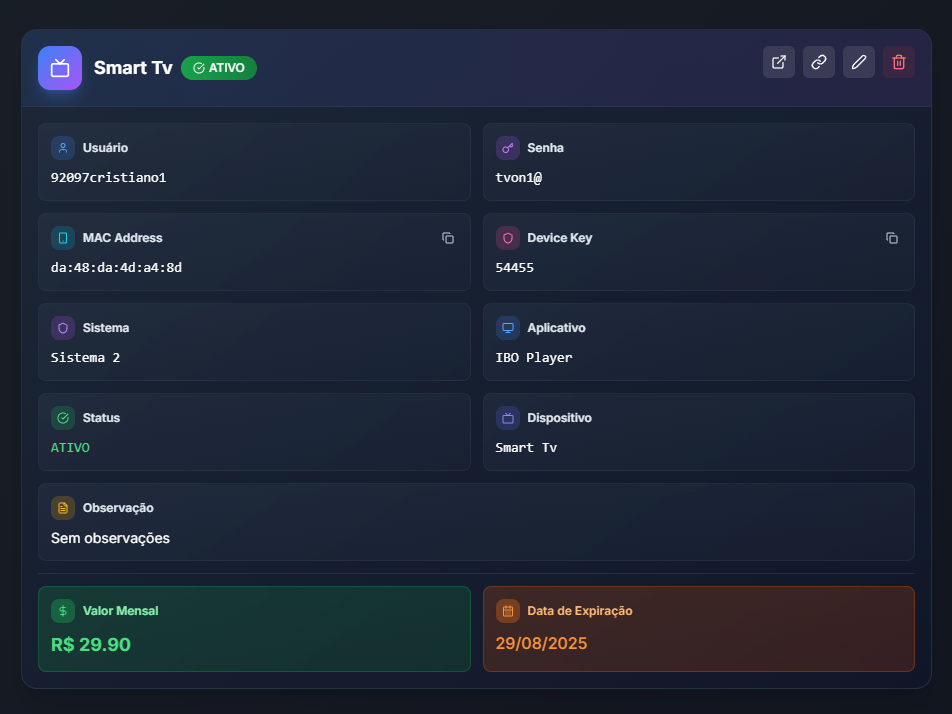 Smart Tv ATIVO
Usuário
92097cristiano1
Senha
tvon1@
MAC Address
da:48:da:4d:a4:8d
Device Key
54455
Sistema
Sistema 2
Aplicativo
IBO Player
Status
ATIVO
Dispositivo
Smart Tv
Observação
Sem observações
Valor Mensal
R$ 29.90
Data de Expiração
29/08/2025